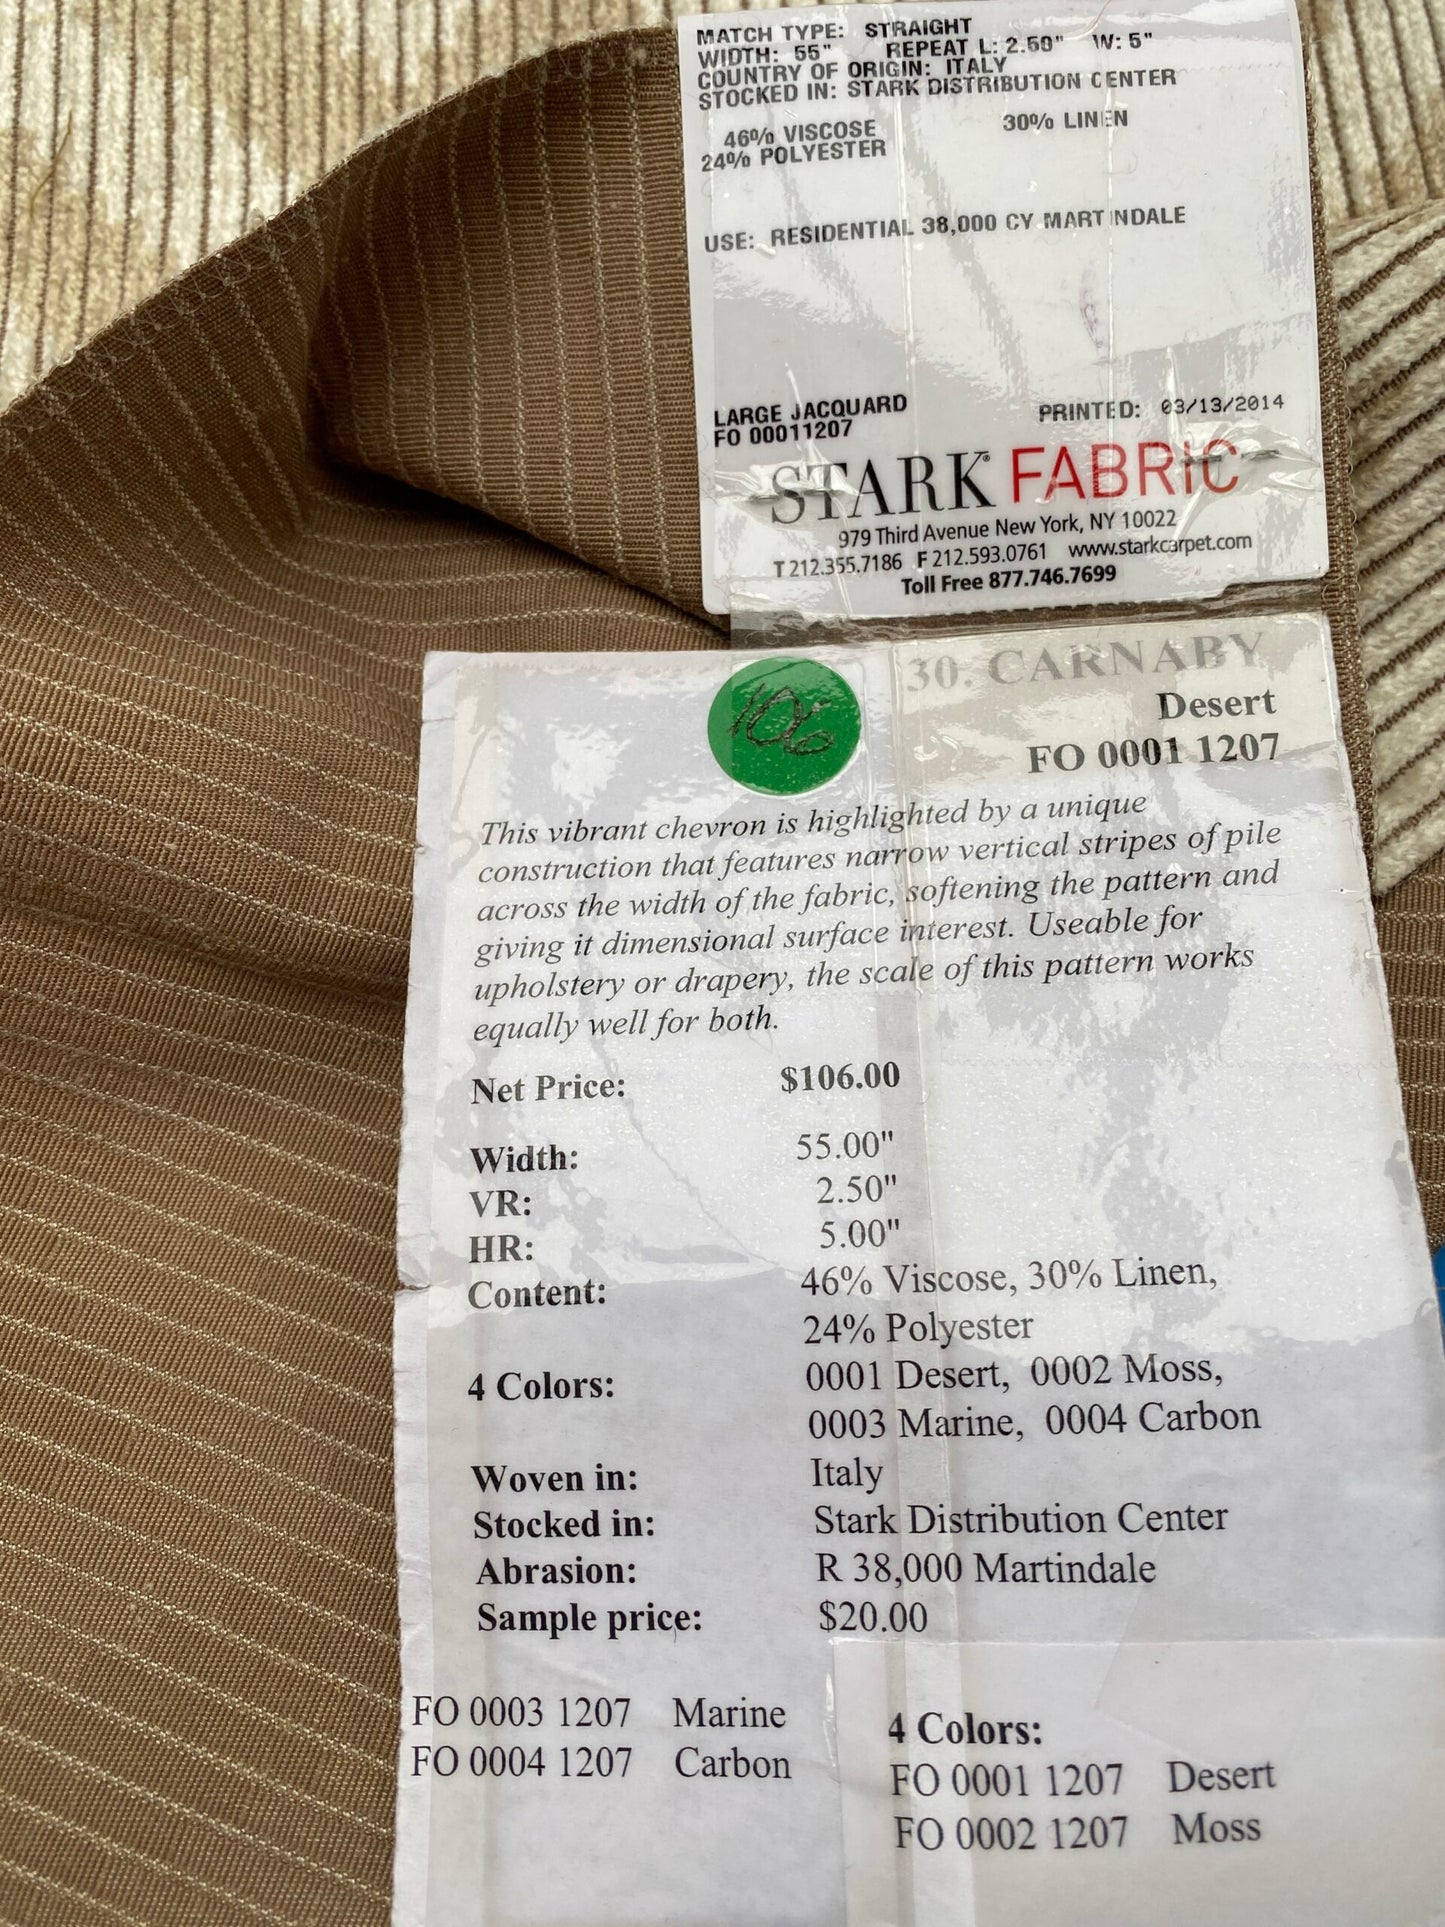 MATCH TYPE: STRAIGHT
WIDTH: 55" REPEAT L: 2.50" W: 5"
COUNTRY OF ORIGIN: ITALY
STOCKED IN: STARK DISTRIBUTION CENTER
46% VISCOSE 30% LINEN
24% POLYESTER
USE: RESIDENTIAL 38,000 CY MARTINDALE
LARGE JACQUARD PRINTED: 03/13/2014
FO 00011207
STARK® FABRIC
979 Third Avenue New York, NY 10022
T 212.355.7186 F 212.593.0761 www.starkcarpet.com
Toll Free 877.746.7699
106
30. CARNABY
Desert
FO 0001 1207
This vibrant chevron is highlighted by a unique
construction that features narrow vertical stripes of pile
across the width of the fabric, softening the pattern and
giving it dimensional surface interest. Useable for
upholstery or drapery, the scale of this pattern works
equally well for both.
Net Price: $106.00
Width: 55.00"
VR: 2.50"
HR: 5.00"
Content: 46% Viscose, 30% Linen,
24% Polyester
4 Colors: 0001 Desert, 0002 Moss,
0003 Marine, 0004 Carbon
Woven in: Italy
Stocked in: Stark Distribution Center
Abrasion: R 38,000 Martindale
Sample price: $20.00
FO 0003 1207 Marine
FO 0004 1207 Carbon
4 Colors:
FO 0001 1207 Desert
FO 0002 1207 Moss